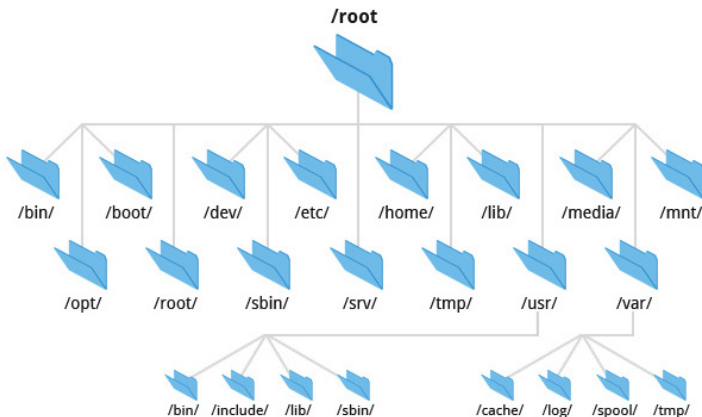 /root
/bin/ /boot/ /dev/ /etc/ /home/ /lib/ /media/ /mnt/
/opt/ /root/ /sbin/ /srv/ /tmp/ /usr/ /var/
/bin/ /include/ /lib/ /sbin/ /cache/ /log/ /spool/ /tmp/